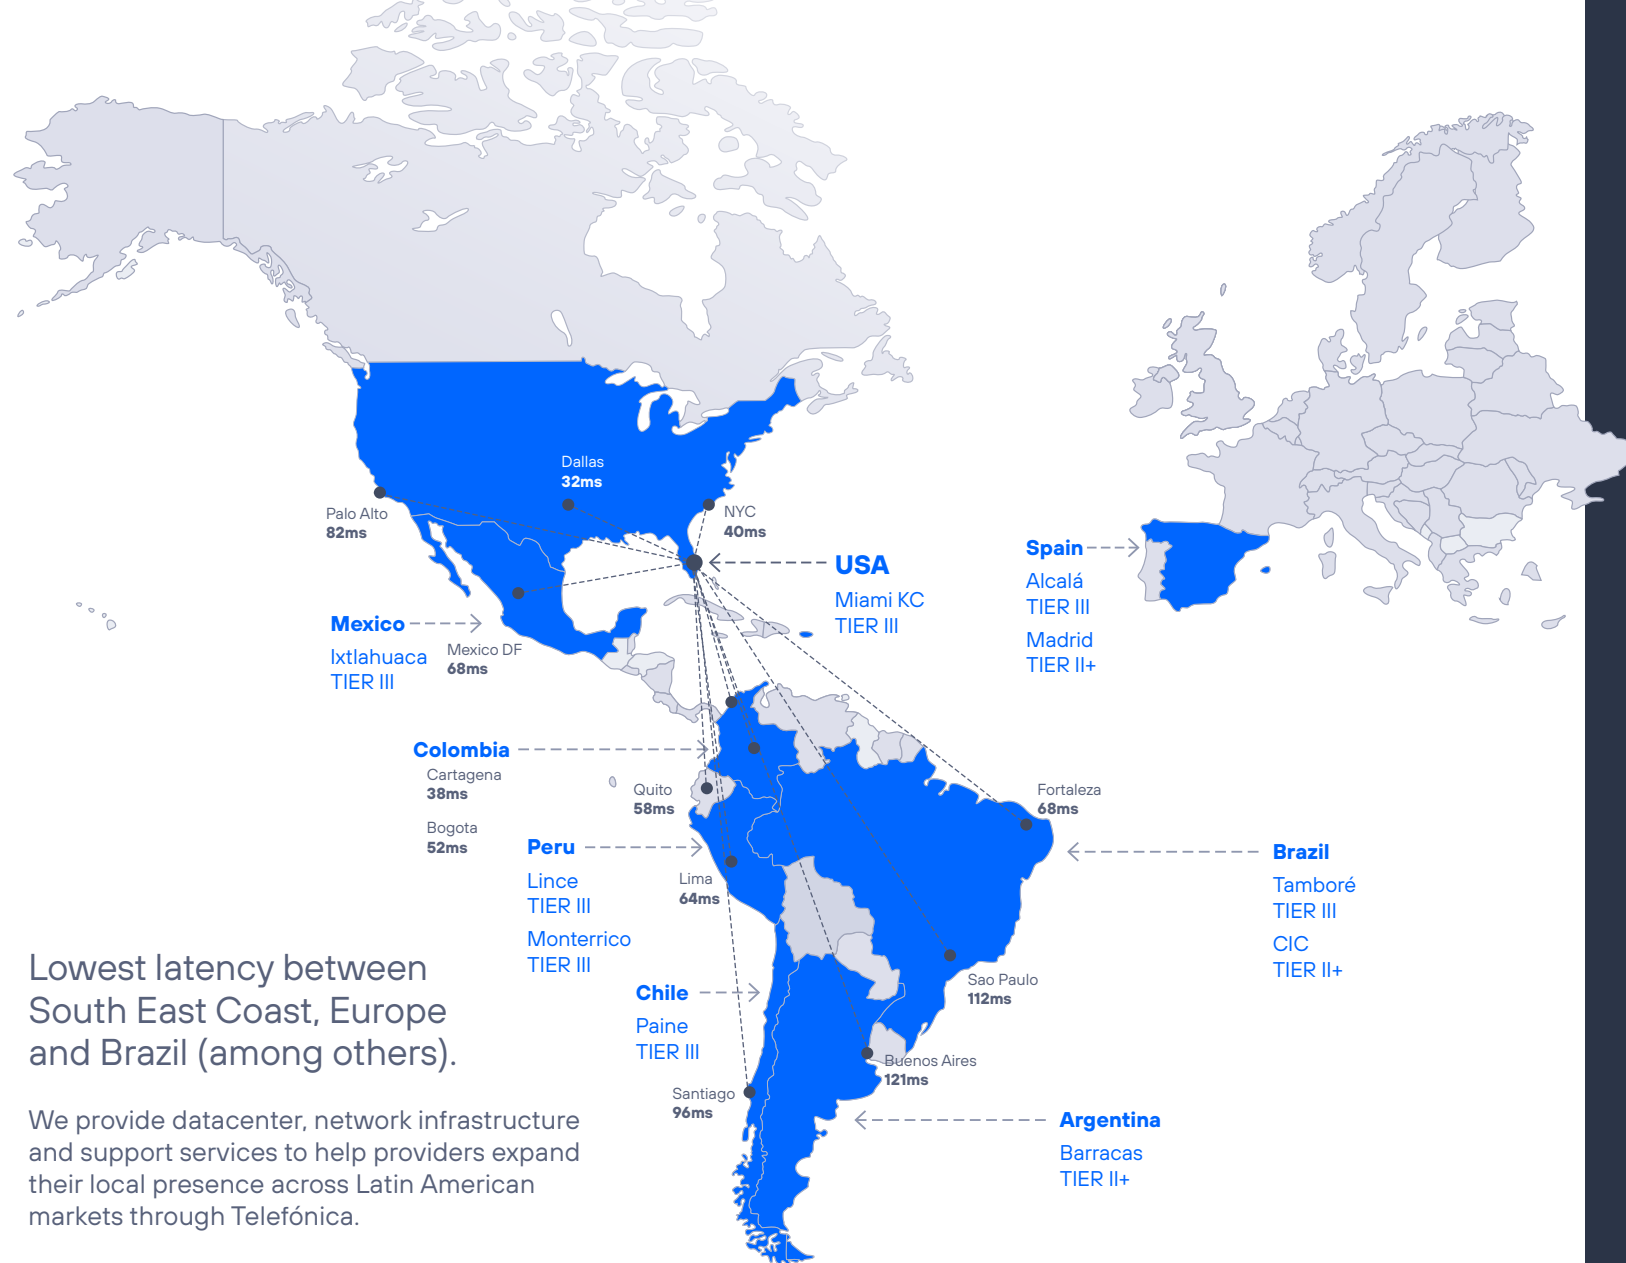 Dallas
32ms
Palo Alto
82ms
NYC
40ms
USA
Miami KC
TIER III
Spain
Alcalá
TIER III
Madrid
TIER II+
Mexico
Ixtlahuaca
TIER III
Mexico DF
68ms
Colombia
Cartagena
38ms
Bogota
52ms
Quito
58ms
Fortaleza
68ms
Peru
Lince
TIER III
Monterrico
TIER III
Lima
64ms
Brazil
Tamboré
TIER III
CIC
TIER II+
Sao Paulo
112ms
Chile
Paine
TIER III
Buenos Aires
121ms
Santiago
96ms
Argentina
Barracas
TIER II+
Lowest latency between
South East Coast, Europe
and Brazil (among others).
We provide datacenter, network infrastructure
and support services to help providers expand
their local presence across Latin American
markets through Telefónica.